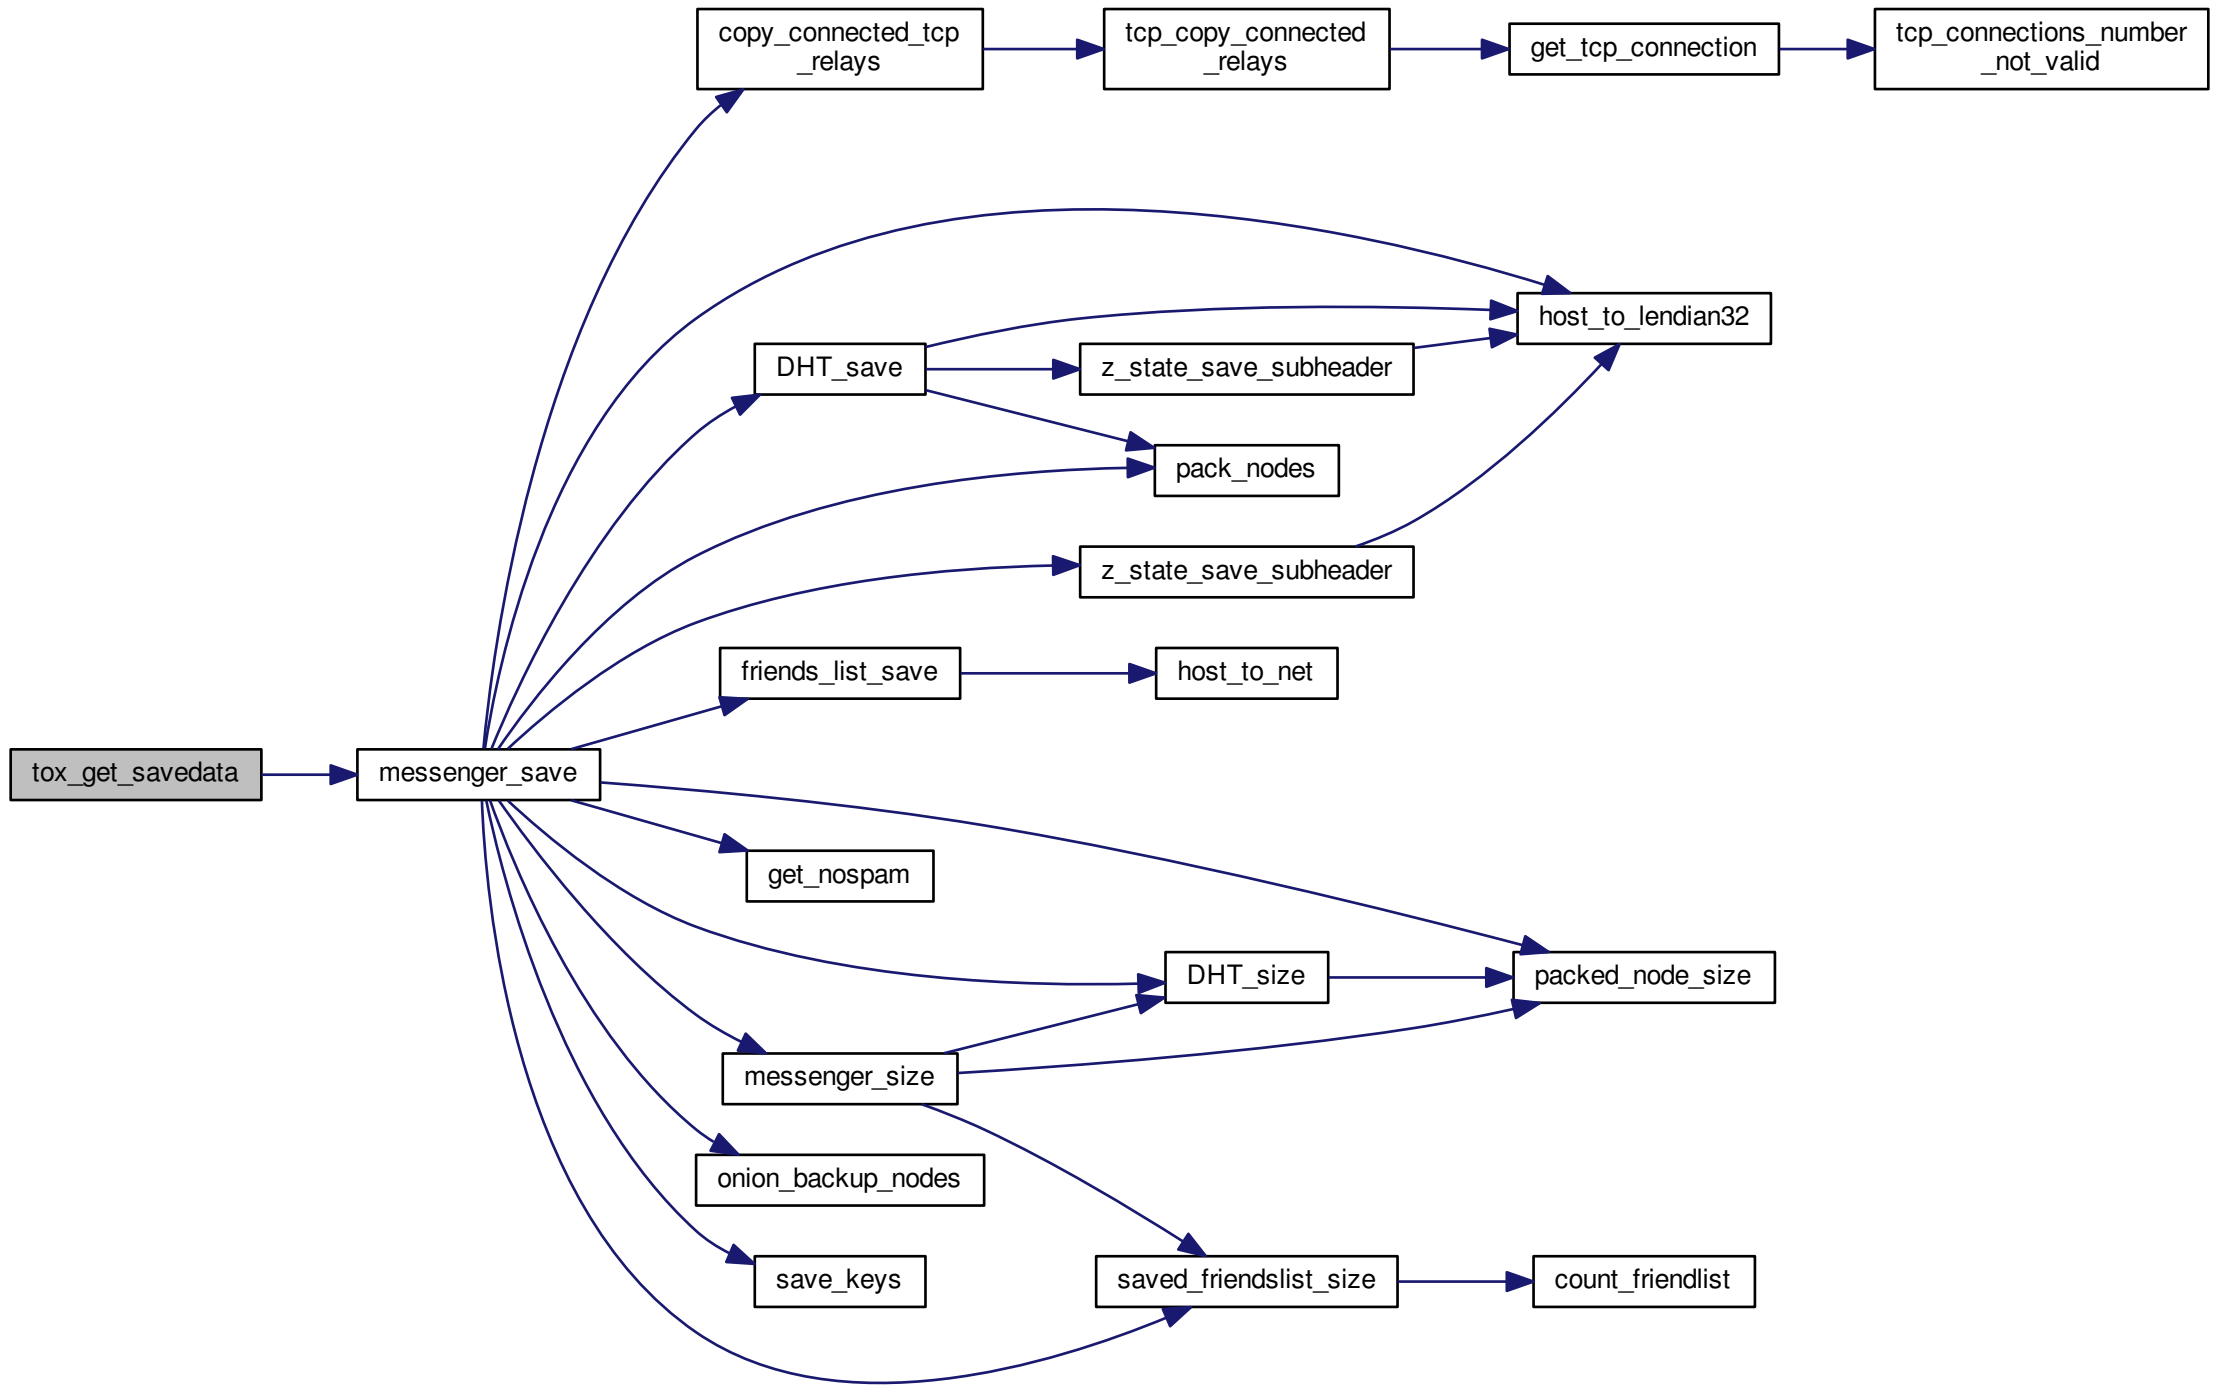 copy_connected_tcp
_relays
tcp_copy_connected
_relays
get_tcp_connection
tcp_connections_number
_not_valid
host_to_lendian32
DHT_save
z_state_save_subheader
pack_nodes
z_state_save_subheader
friends_list_save
host_to_net
tox_get_savedata
messenger_save
get_nospam
DHT_size
packed_node_size
messenger_size
onion_backup_nodes
save_keys
saved_friendslist_size
count_friendlist